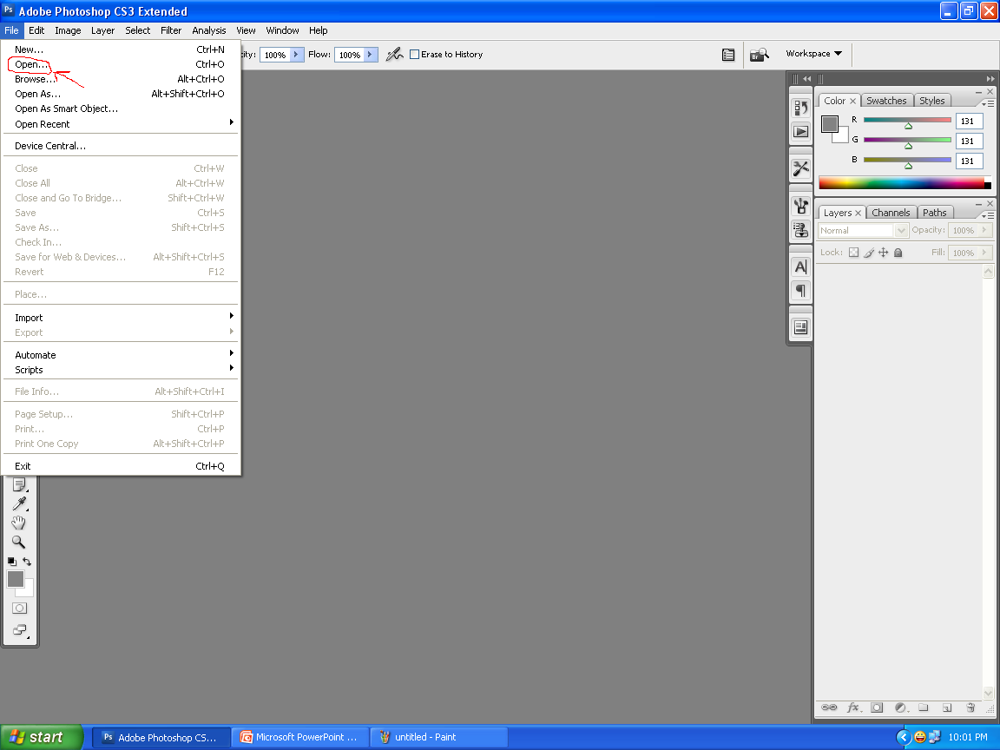 Ps Adobe Photoshop CS3 Extended
File Edit Image Layer Select Filter Analysis View Window Help
New... Ctrl+N
Open... Ctrl+O
Browse... Alt+Ctrl+O
Open As... Alt+Shift+Ctrl+O
Open As Smart Object...
Open Recent
Device Central...
Close Ctrl+W
Close All Alt+Ctrl+W
Close and Go To Bridge... Shift+Ctrl+W
Save Ctrl+S
Save As... Shift+Ctrl+S
Check In...
Save for Web & Devices... Alt+Shift+Ctrl+S
Revert F12
Place...
Import
Export
Automate
Scripts
File Info... Alt+Shift+Ctrl+I
Page Setup... Shift+Ctrl+P
Print... Ctrl+P
Print One Copy Alt+Shift+Ctrl+P
Exit Ctrl+Q
ity: 100% Flow: 100% Erase to History
Br Workspace
Color Swatches Styles
R 131
G 131
B 131
Layers Channels Paths
Normal Opacity: 100%
Lock: Fill: 100%
A
fx
start Ps Adobe Photoshop CS... Microsoft PowerPoint ... untitled - Paint 10:01 PM